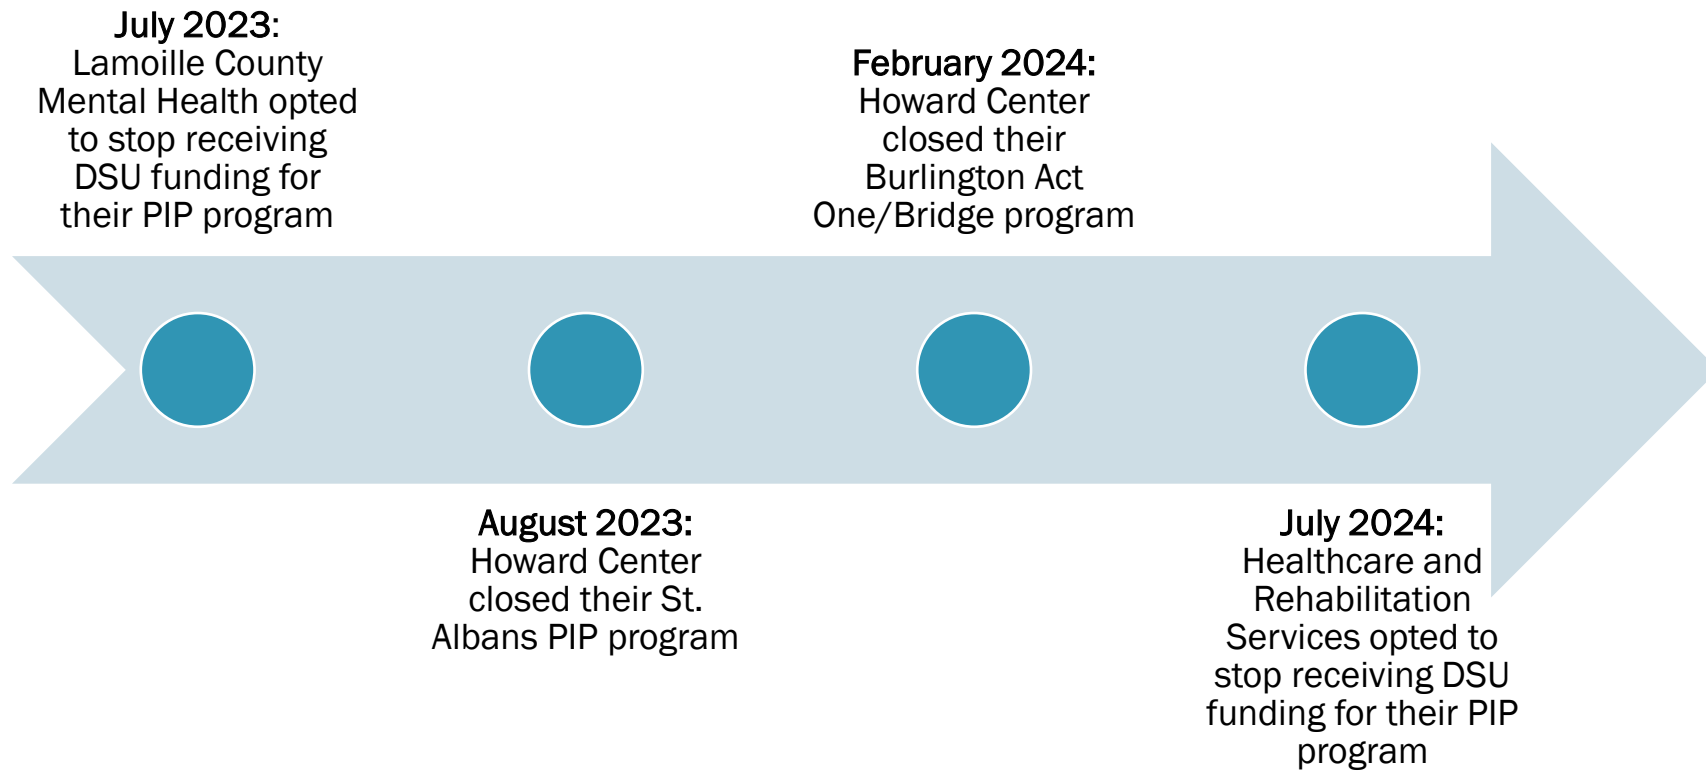 July 2023:
Lamoille County
Mental Health opted
to stop receiving
DSU funding for
their PIP program
August 2023:
Howard Center
closed their St.
Albans PIP program
February 2024:
Howard Center
closed their
Burlington Act
One/Bridge program
July 2024:
Healthcare and
Rehabilitation
Services opted to
stop receiving DSU
funding for their PIP
program